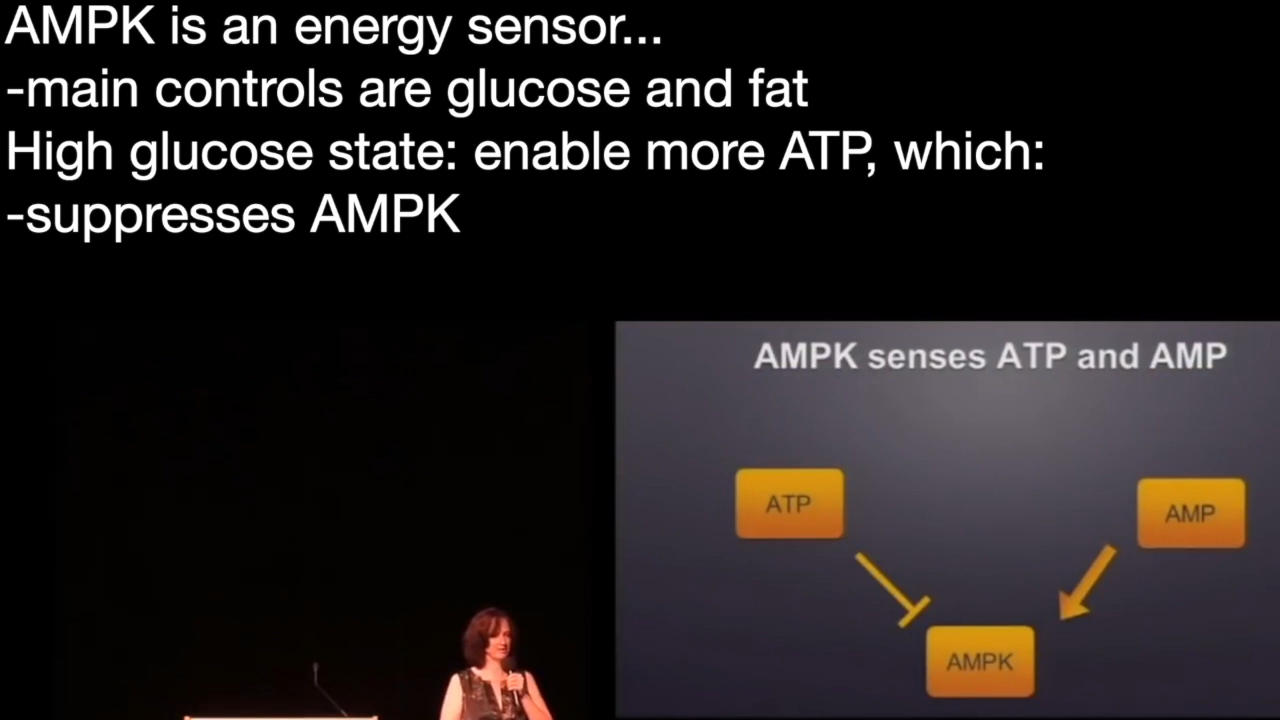 AMPK is an energy sensor...
-main controls are glucose and fat
High glucose state: enable more ATP, which:
-suppresses AMPK
AMPK senses ATP and AMP
ATP
AMP
AMPK